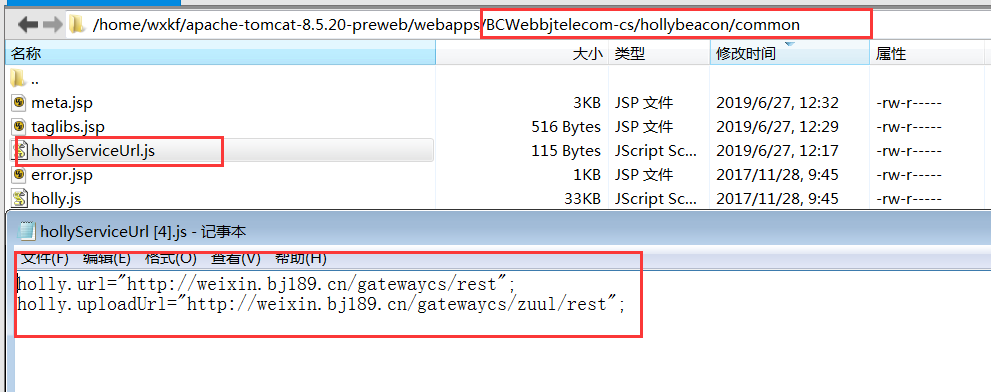 /home/wxkf/apache-tomcat-8.5.20-preweb/webapps/BCWebbjtelecom-cs/hollybeacon/common
名称 大小 类型 修改时间 属性
..
meta.jsp 3KB JSP 文件 2019/6/27, 12:32 -rw-r-----
taglibs.jsp 516 Bytes JSP 文件 2019/6/27, 12:29 -rw-r-----
hollyServiceUrl.js 115 Bytes JScript Sc... 2019/6/27, 12:17 -rw-r-----
error.jsp 1KB JSP 文件 2017/11/28, 9:45 -rw-r-----
holly.js 33KB JScript Sc... 2017/11/28, 9:45 -rw-r-----
hollyServiceUrl [4].js - 记事本
文件(F) 编辑(E) 格式(O) 查看(V) 帮助(H)
holly.url="http://weixin.bj189.cn/gatewaycs/rest";
holly.uploadUrl="http://weixin.bj189.cn/gatewaycs/zuul/rest";